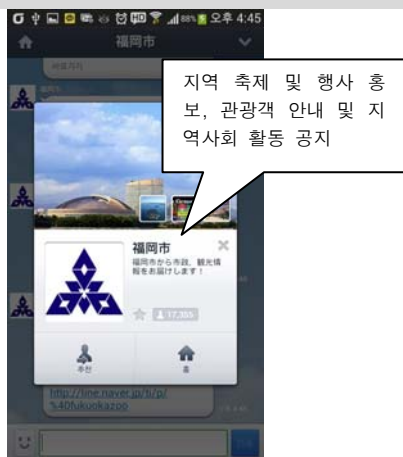 오후 4:45
福岡市
지역 축제 및 행사 홍
보, 관광객 안내 및 지
역사회 활동 공지
福岡市
福岡市から市政、観光情
報をお届けします！
17,355
추천
홈
http://line.naver.jp/ti/p/
%40fukuokazoo